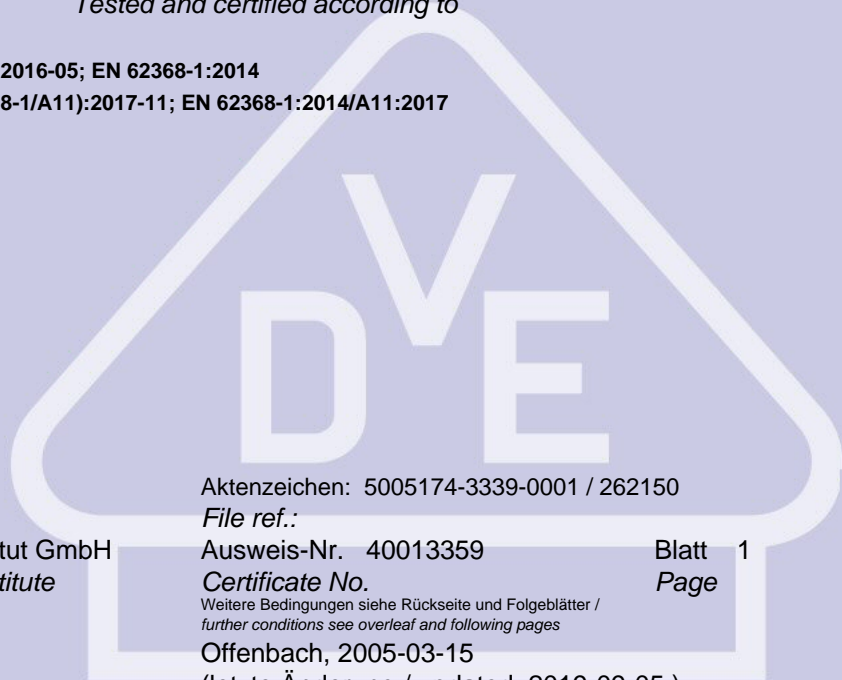 Tested and certified according to
2016-05; EN 62368-1:2014
8-1/A11):2017-11; EN 62368-1:2014/A11:2017
V
D E
Aktenzeichen: 5005174-3339-0001 / 262150
File ref.:
tut GmbH Ausweis-Nr. 40013359 Blatt 1
titute Certificate No. Page
Weitere Bedingungen siehe Rückseite und Folgeblätter /
further conditions see overleaf and following pages
Offenbach, 2005-03-15